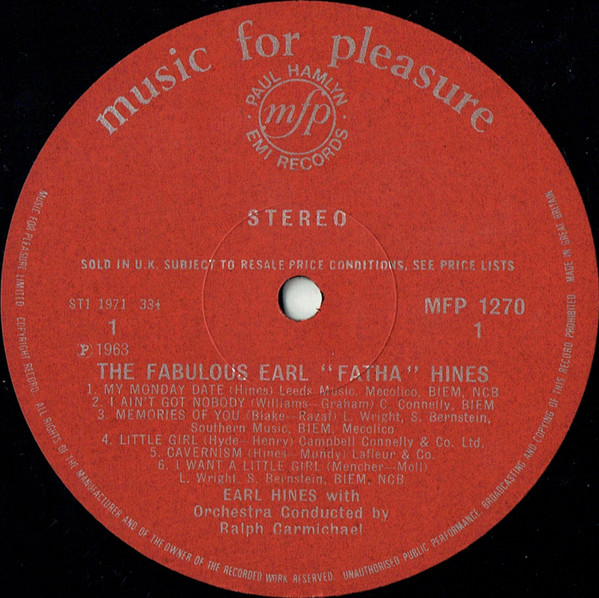 music for pleasure
PAUL HAMLYN
mfp
EMI RECORDS
STEREO
SOLD IN U.K. SUBJECT TO RESALE PRICE CONDITIONS, SEE PRICE LISTS
ST1 1971 33⅓
MFP 1270
1
1
P 1963
THE FABULOUS EARL "FATHA" HINES
1. MY MONDAY DATE (Hines) Leeds Music, Mecolico, BIEM, NCB
2. I AIN'T GOT NOBODY (Williams—Graham) C. Connelly, BIEM
3. MEMORIES OF YOU (Blake—Razaf) L. Wright, S. Bernstein,
Southern Music, BIEM, Mecolico
4. LITTLE GIRL (Hyde—Henry) Campbell Connelly & Co. Ltd.
5. CAVERNISM (Hines—Mundy) Lafleur & Co.
6. I WANT A LITTLE GIRL (Mencher—Moll)
L. Wright, S. Bernstein, BIEM, NCB
EARL HINES with
Orchestra Conducted by
Ralph Carmichael
MUSIC FOR PLEASURE LIMITED. COPYRIGHT RECORD. ALL RIGHTS OF THE MANUFACTURER AND OF THE OWNER OF THE RECORDED WORK RESERVED. UNAUTHORISED PUBLIC PERFORMANCE, BROADCASTING AND COPYING OF THIS RECORD PROHIBITED. MADE IN GREAT BRITAIN.